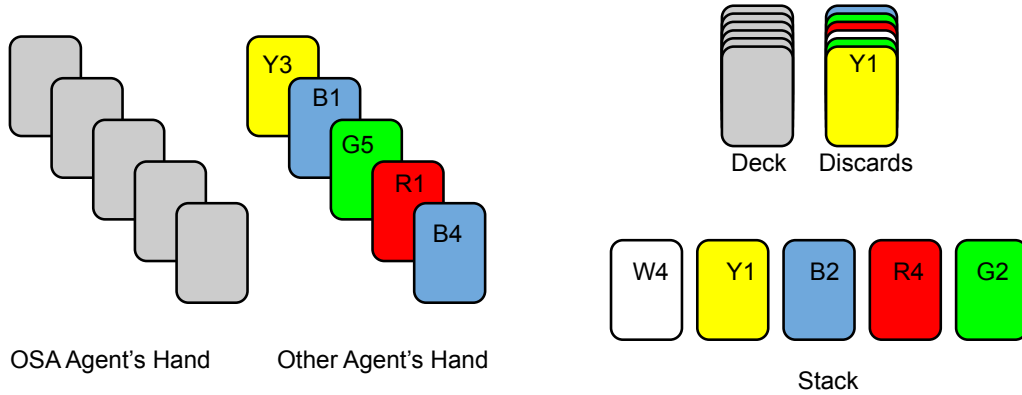 Y3
B1
G5
R1
B4
OSA Agent's Hand
Other Agent's Hand
Y1
Deck
Discards
W4
Y1
B2
R4
G2
Stack